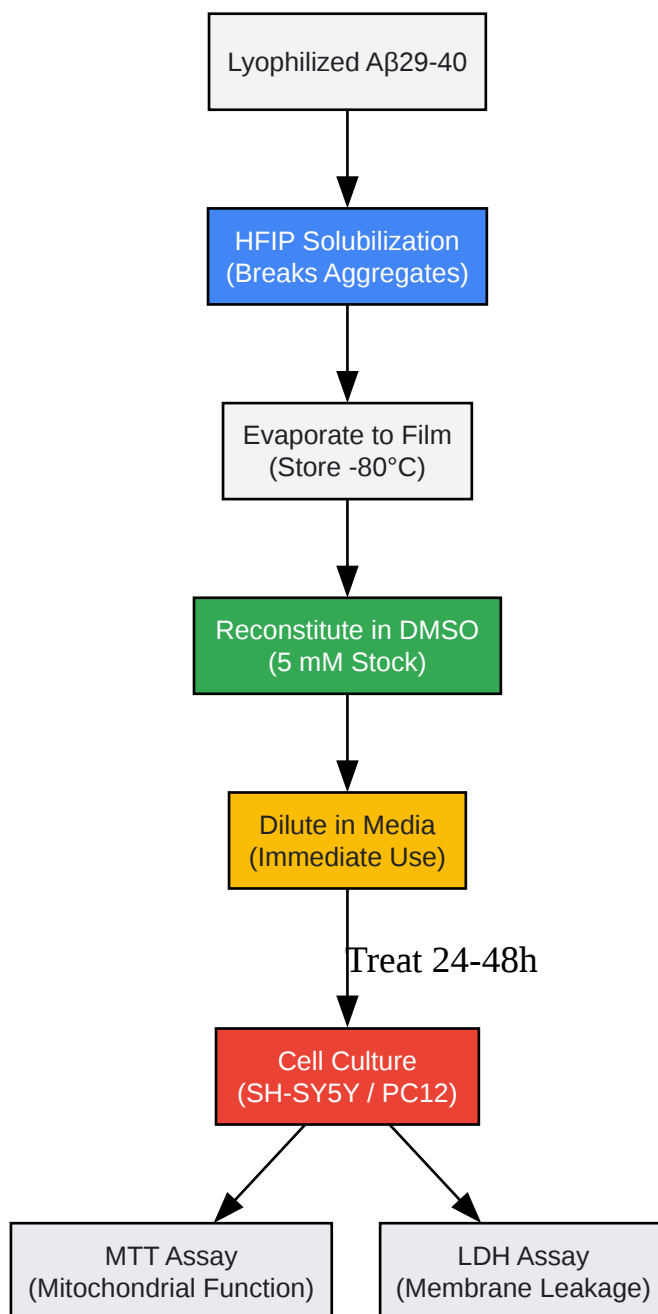 Lyophilized Aβ29-40
HFIP Solubilization
(Breaks Aggregates)
Evaporate to Film
(Store -80°C)
Reconstitute in DMSO
(5 mM Stock)
Dilute in Media
(Immediate Use)
Treat 24-48h
Cell Culture
(SH-SY5Y / PC12)
MTT Assay
(Mitochondrial Function)
LDH Assay
(Membrane Leakage)